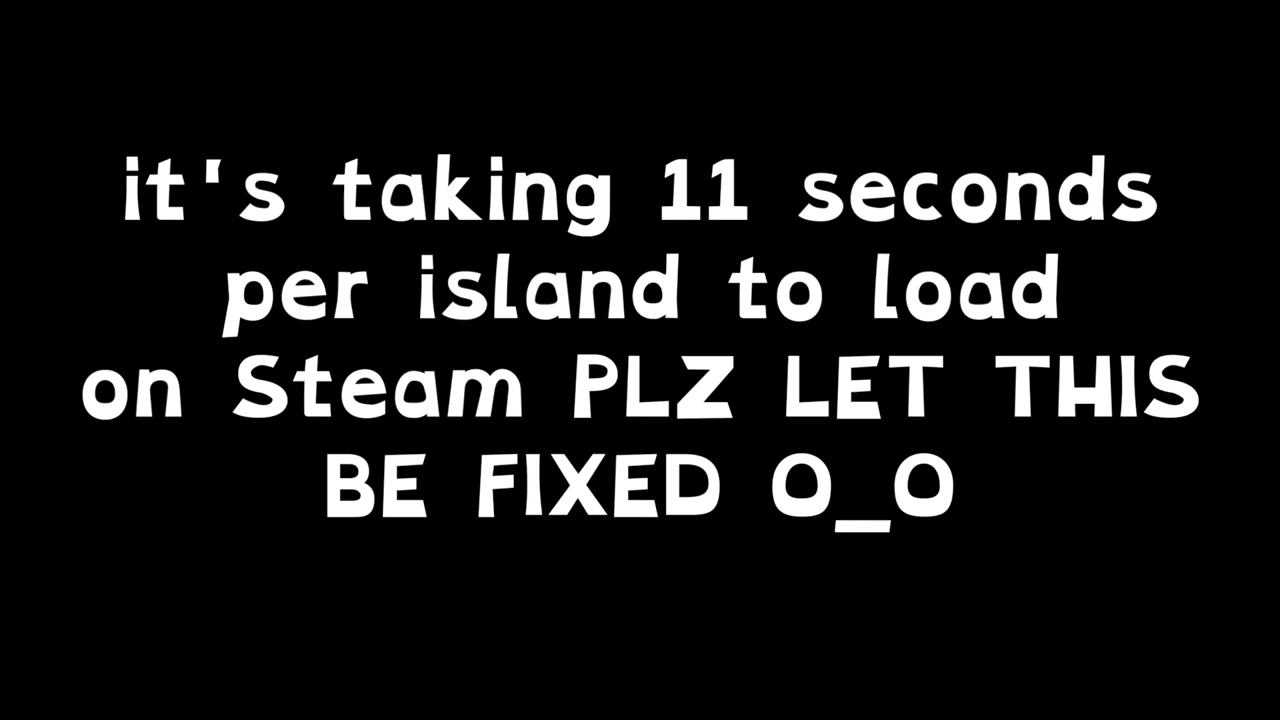 it's taking 11 seconds
per island to load
on Steam PLZ LET THIS
BE FIXED O_O